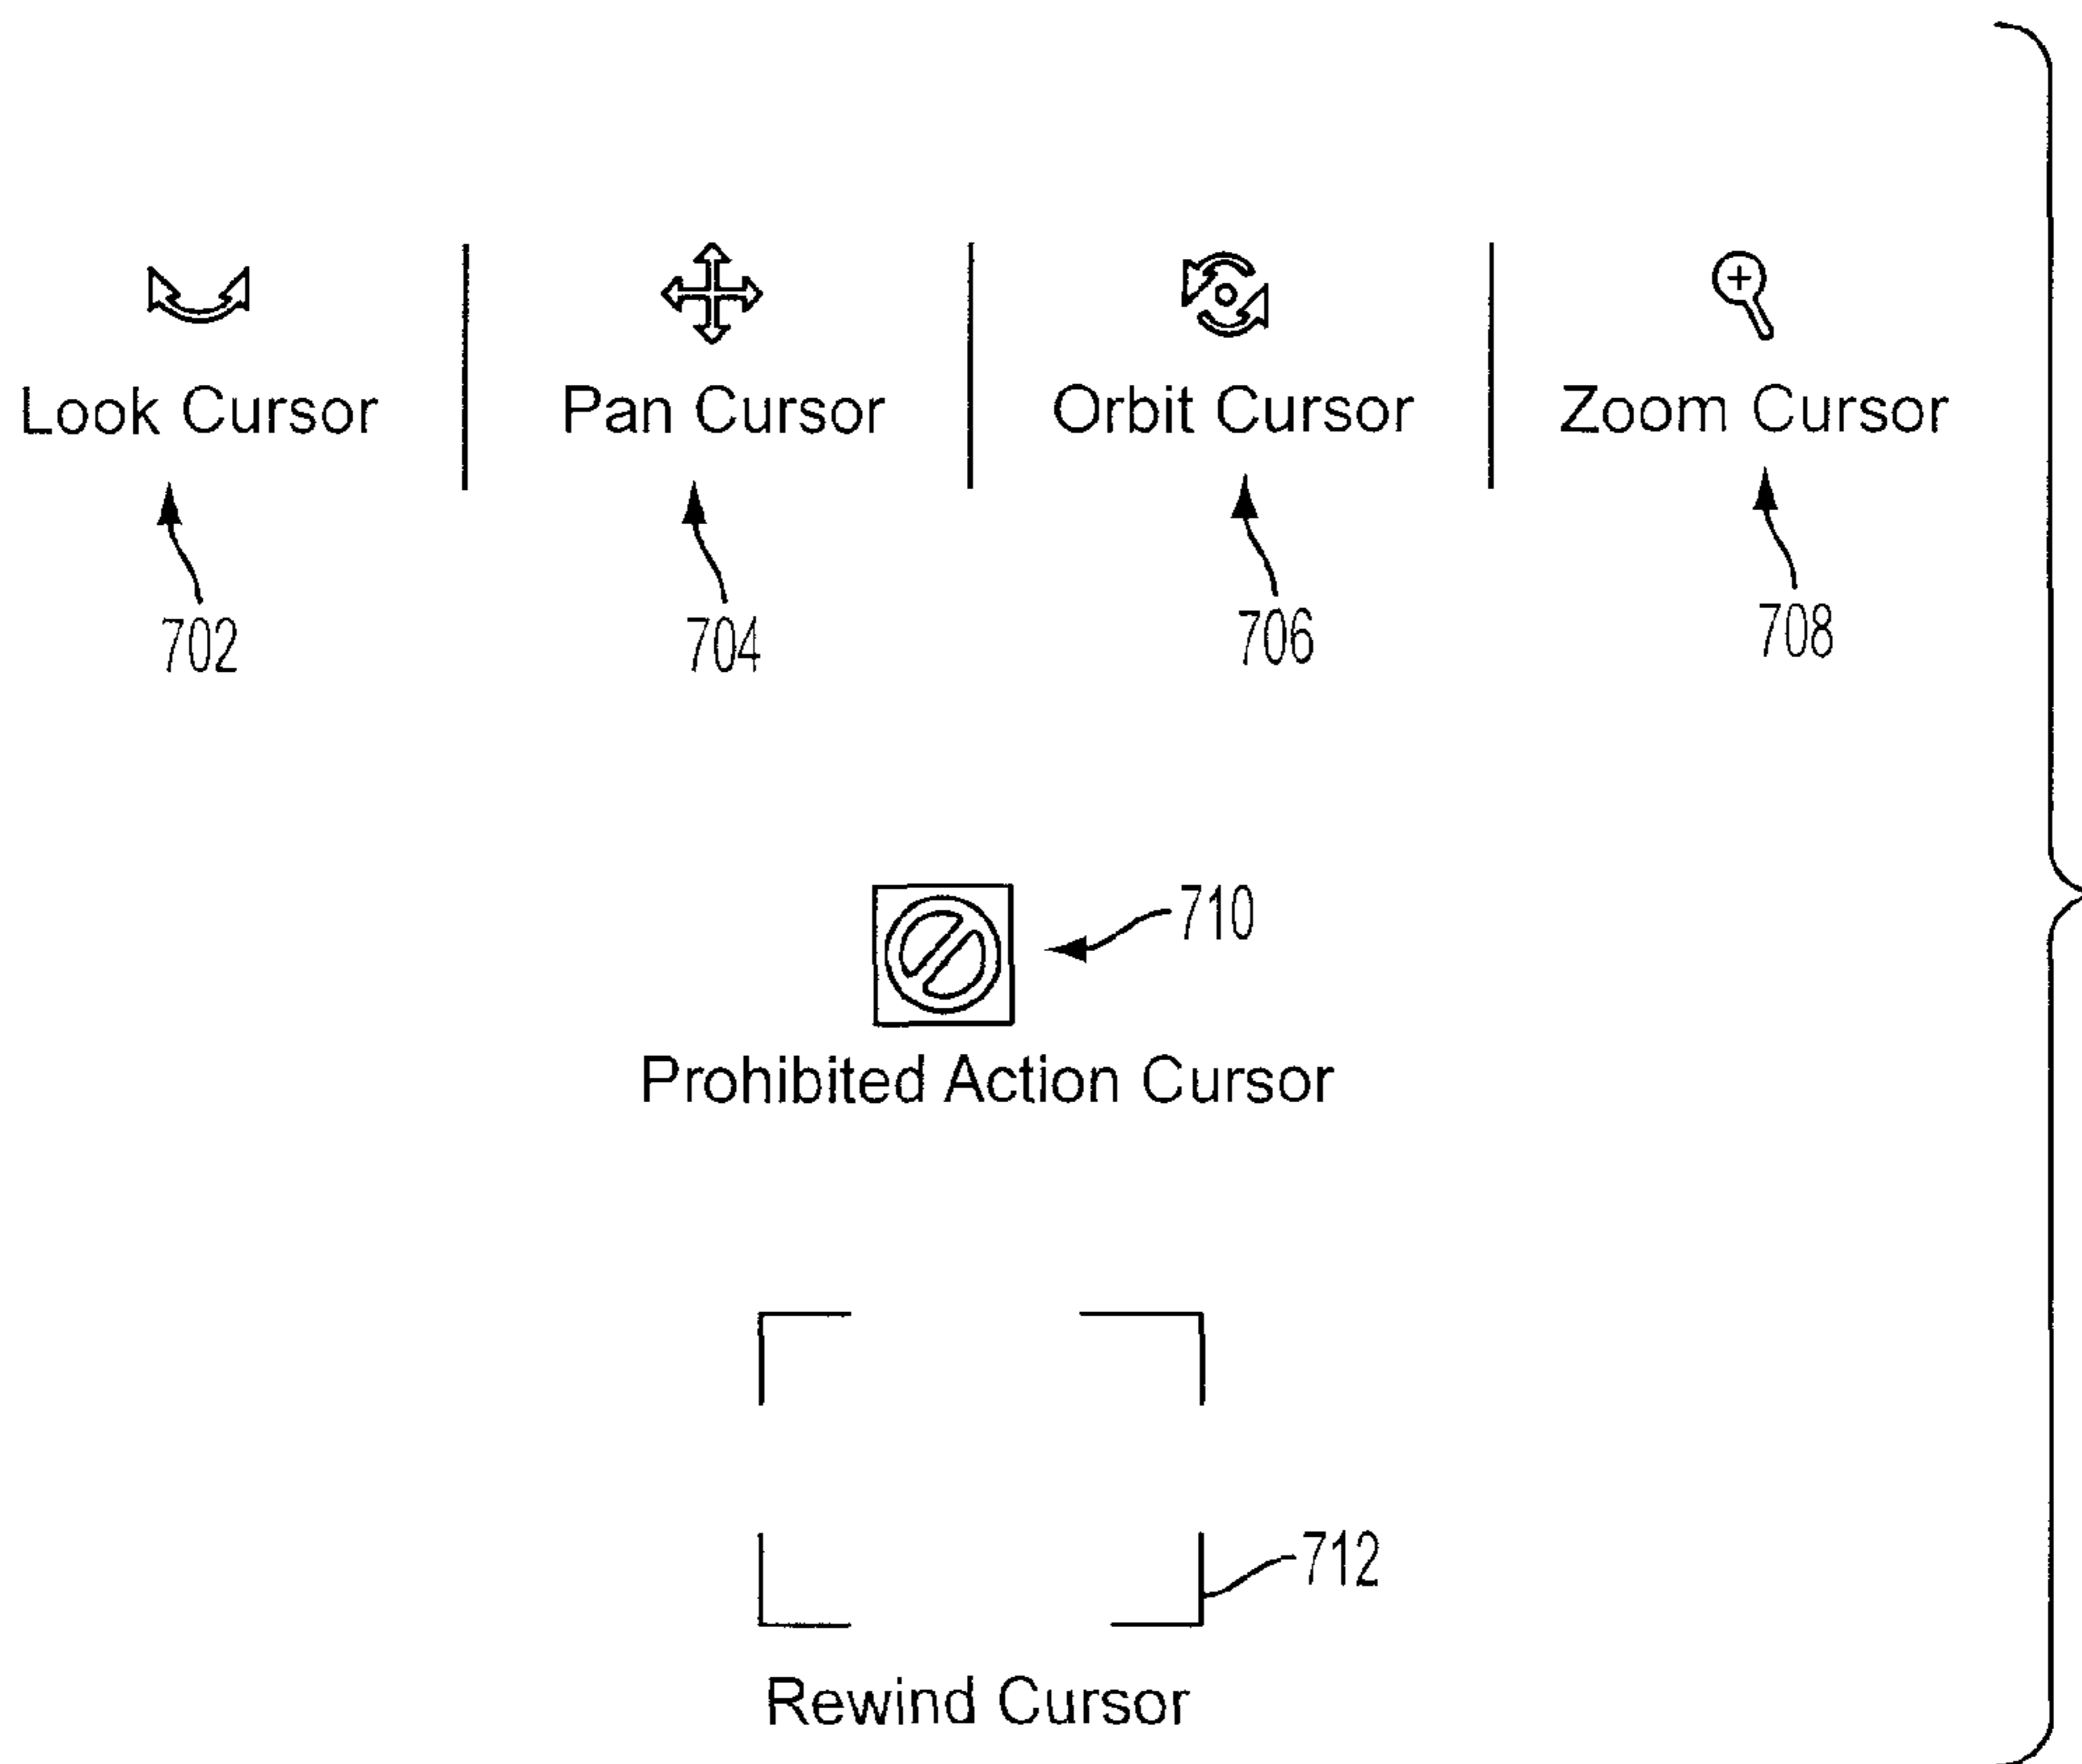 Look Cursor
Pan Cursor
Orbit Cursor
Zoom Cursor
702
704
706
708
710
Prohibited Action Cursor
712
Rewind Cursor